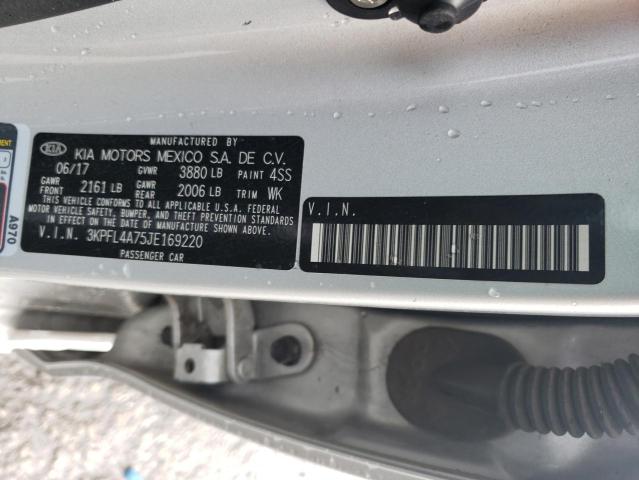 MANUFACTURED BY
KIA KIA MOTORS MEXICO S.A. DE C.V.
06/17 GVWR 3880 LB PAINT 4SS
GAWR FRONT 2161 LB GAWR REAR 2006 LB TRIM WK
THIS VEHICLE CONFORMS TO ALL APPLICABLE U.S.A. FEDERAL
MOTOR VEHICLE SAFETY, BUMPER, AND THEFT PREVENTION STANDARDS
IN EFFECT ON THE DATE OF MANUFACTURE SHOWN ABOVE.
V.I.N. 3KPFL4A75JE169220
PASSENGER CAR
V.I.N.
A970